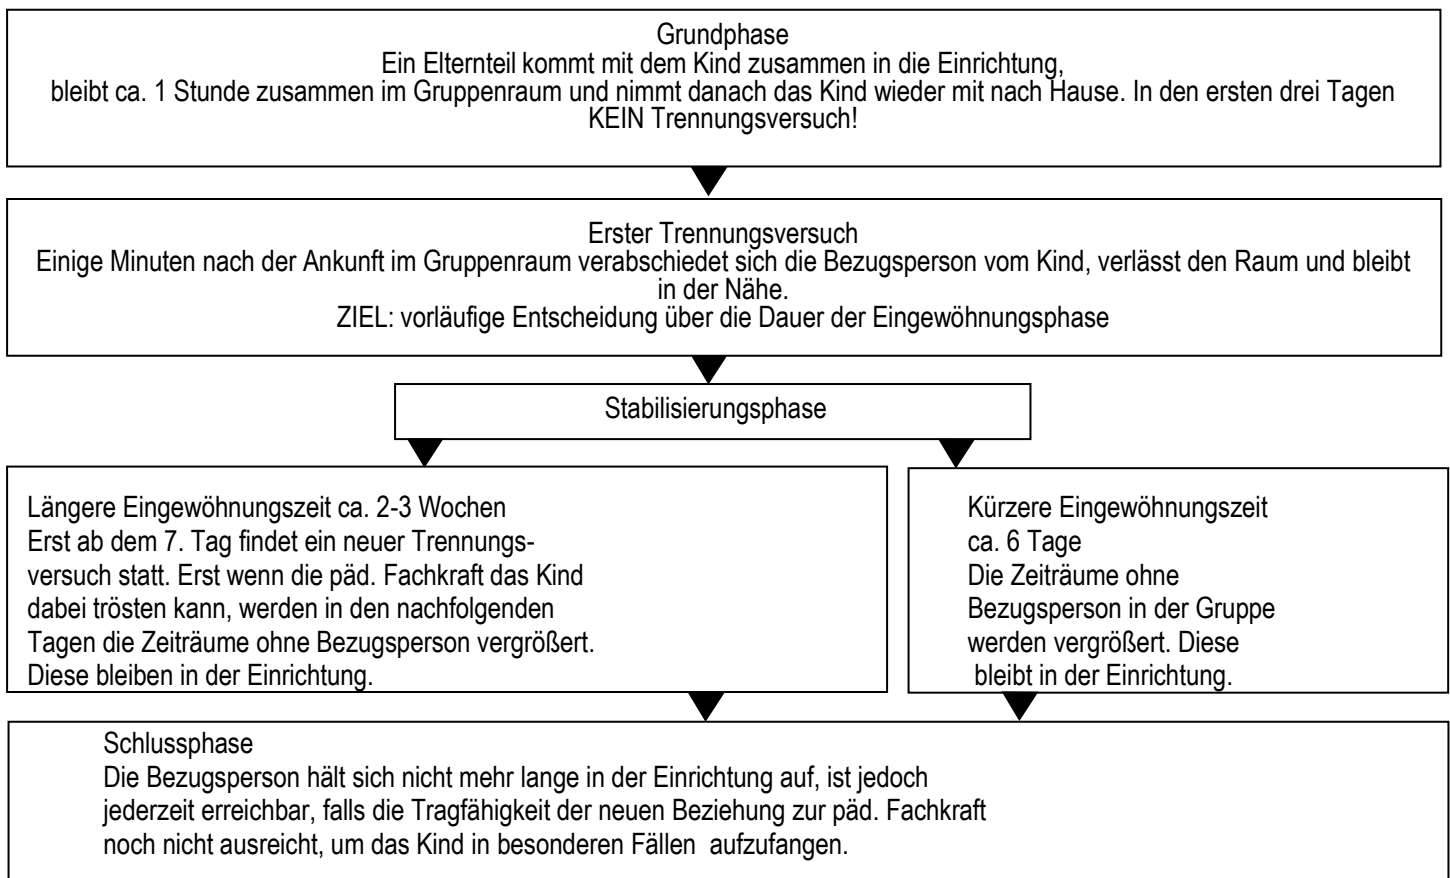 Grundphase
Ein Elternteil kommt mit dem Kind zusammen in die Einrichtung,
bleibt ca. 1 Stunde zusammen im Gruppenraum und nimmt danach das Kind wieder mit nach Hause. In den ersten drei Tagen
KEIN Trennungsversuch!
Erster Trennungsversuch
Einige Minuten nach der Ankunft im Gruppenraum verabschiedet sich die Bezugsperson vom Kind, verlässt den Raum und bleibt
in der Nähe.
ZIEL: vorläufige Entscheidung über die Dauer der Eingewöhnungsphase
Stabilisierungsphase
Längere Eingewöhnungszeit ca. 2-3 Wochen
Erst ab dem 7. Tag findet ein neuer Trennungs-
versuch statt. Erst wenn die päd. Fachkraft das Kind
dabei trösten kann, werden in den nachfolgenden
Tagen die Zeiträume ohne Bezugsperson vergrößert.
Diese bleiben in der Einrichtung.
Kürzere Eingewöhnungszeit
ca. 6 Tage
Die Zeiträume ohne
Bezugsperson in der Gruppe
werden vergrößert. Diese
bleibt in der Einrichtung.
Schlussphase
Die Bezugsperson hält sich nicht mehr lange in der Einrichtung auf, ist jedoch
jederzeit erreichbar, falls die Tragfähigkeit der neuen Beziehung zur päd. Fachkraft
noch nicht ausreicht, um das Kind in besonderen Fällen aufzufangen.